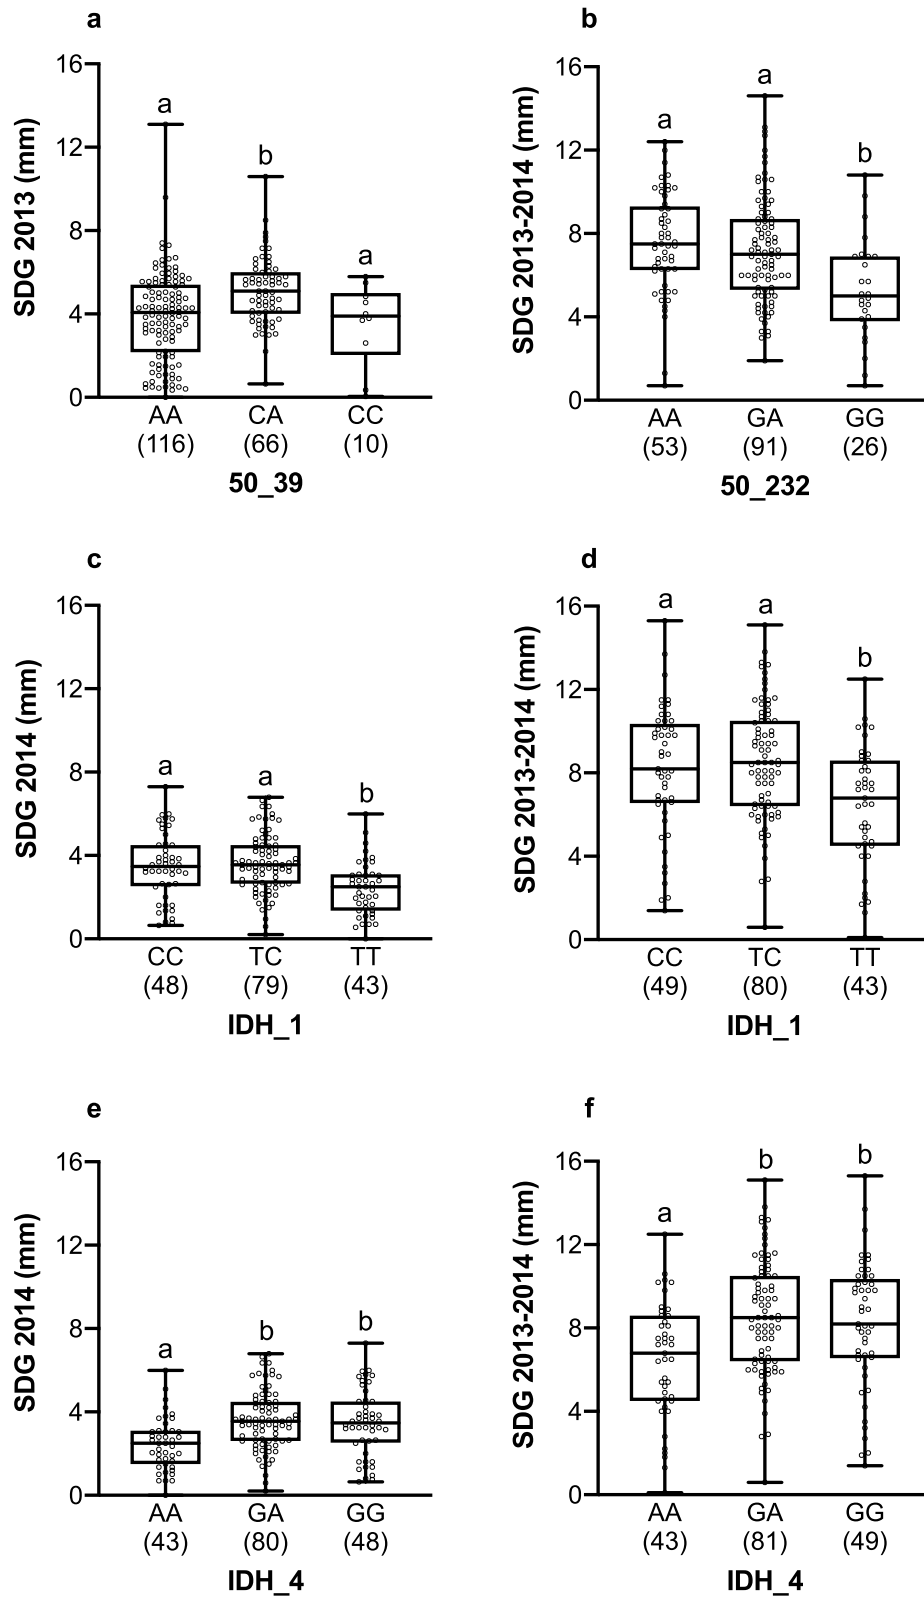 a
SDG 2013 (mm)
16
12
8
4
0
a
b
a
AA
CA
CC
(116)
(66)
(10)
50_39
b
SDG 2013-2014 (mm)
16
12
8
4
0
a
a
b
AA
GA
GG
(53)
(91)
(26)
50_232
c
SDG 2014 (mm)
16
12
8
4
0
a
a
b
CC
TC
TT
(48)
(79)
(43)
IDH_1
d
SDG 2013-2014 (mm)
16
12
8
4
0
a
a
b
CC
TC
TT
(49)
(80)
(43)
IDH_1
e
SDG 2014 (mm)
16
12
8
4
0
a
b
b
AA
GA
GG
(43)
(80)
(48)
IDH_4
f
SDG 2013-2014 (mm)
16
12
8
4
0
a
b
b
AA
GA
GG
(43)
(81)
(49)
IDH_4